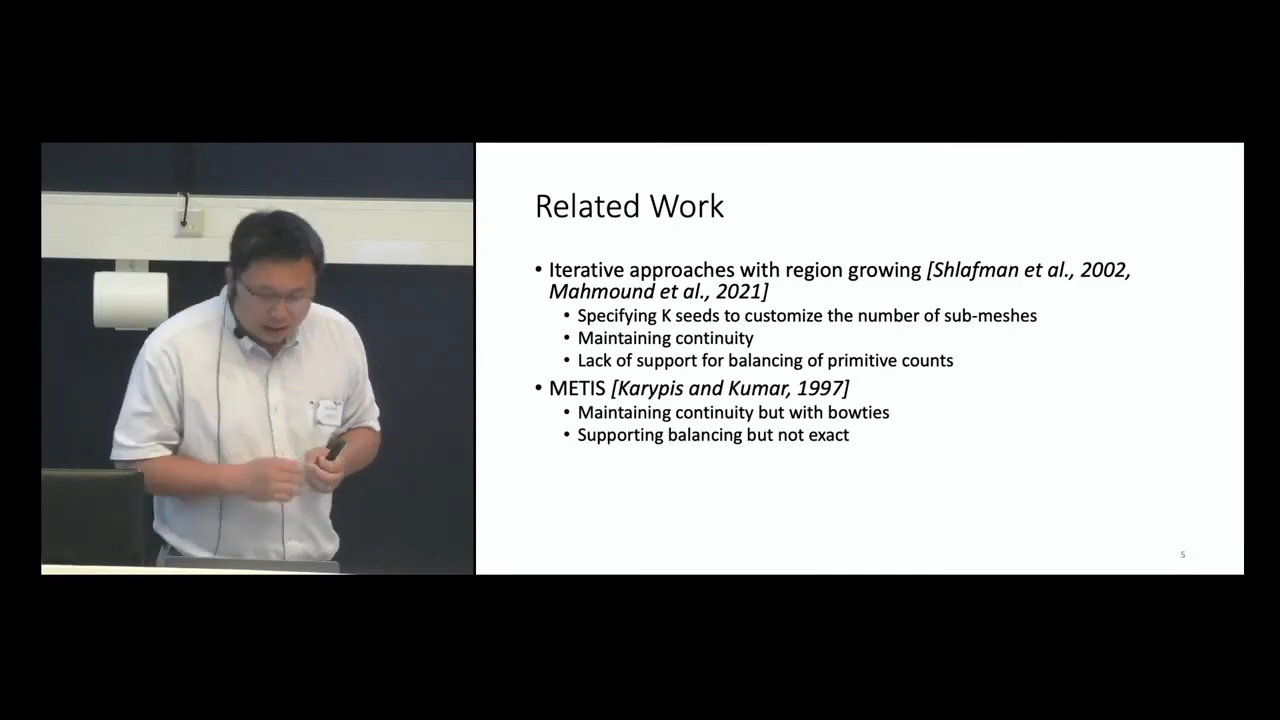 Related Work
• Iterative approaches with region growing [Shlafman et al., 2002,
Mahmound et al., 2021]
• Specifying K seeds to customize the number of sub-meshes
• Maintaining continuity
• Lack of support for balancing of primitive counts
• METIS [Karypis and Kumar, 1997]
• Maintaining continuity but with bowties
• Supporting balancing but not exact
5